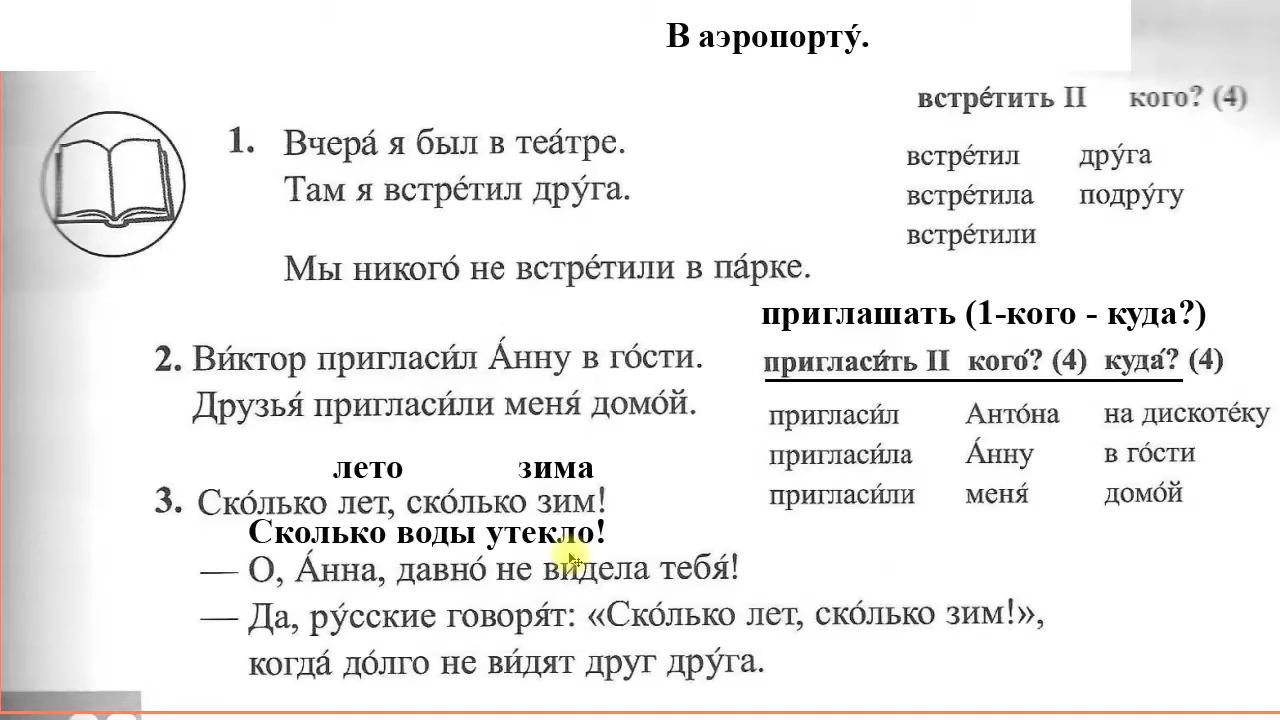 В аэропорту́.
встре́тить II кого? (4)
1. Вчера́ я был в теа́тре.
Там я встре́тил дру́га.
Мы никого́ не встре́тили в па́рке.
встре́тил дру́га
встре́тила подру́гу
встре́тили
приглашать (1-кого - куда?)
2. Ви́ктор пригласи́л А́нну в го́сти.
Друзья́ пригласи́ли меня́ домо́й.
пригласи́ть II кого́? (4) куда́? (4)
пригласи́л Анто́на на дискоте́ку
пригласи́ла А́нну в го́сти
пригласи́ли меня́ домо́й
лето зима
3. Ско́лько лет, ско́лько зим!
Сколько воды утекло!
— О, А́нна, давно́ не ви́дела тебя́!
— Да, ру́сские говоря́т: «Ско́лько лет, ско́лько зим!»,
когда́ до́лго не ви́дят друг дру́га.